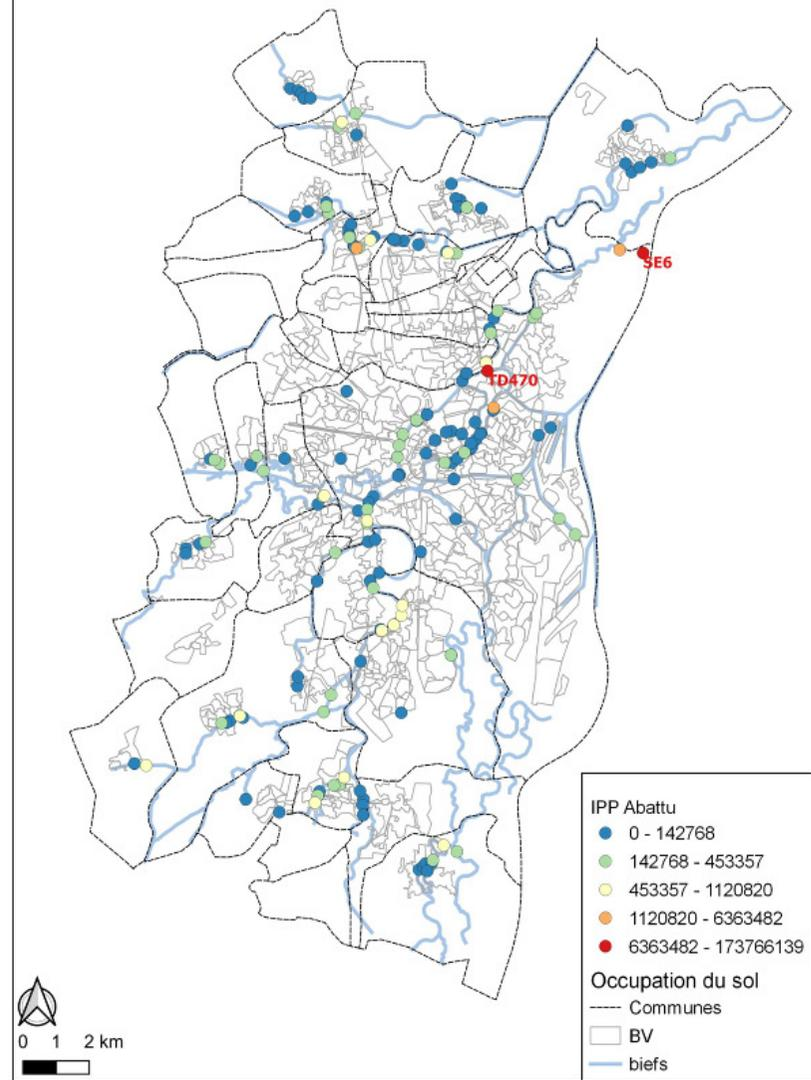 SE6
TD470
IPP Abattu
0 - 142768
142768 - 453357
453357 - 1120820
1120820 - 6363482
6363482 - 173766139
Occupation du sol
Communes
BV
biefs
0 1 2 km